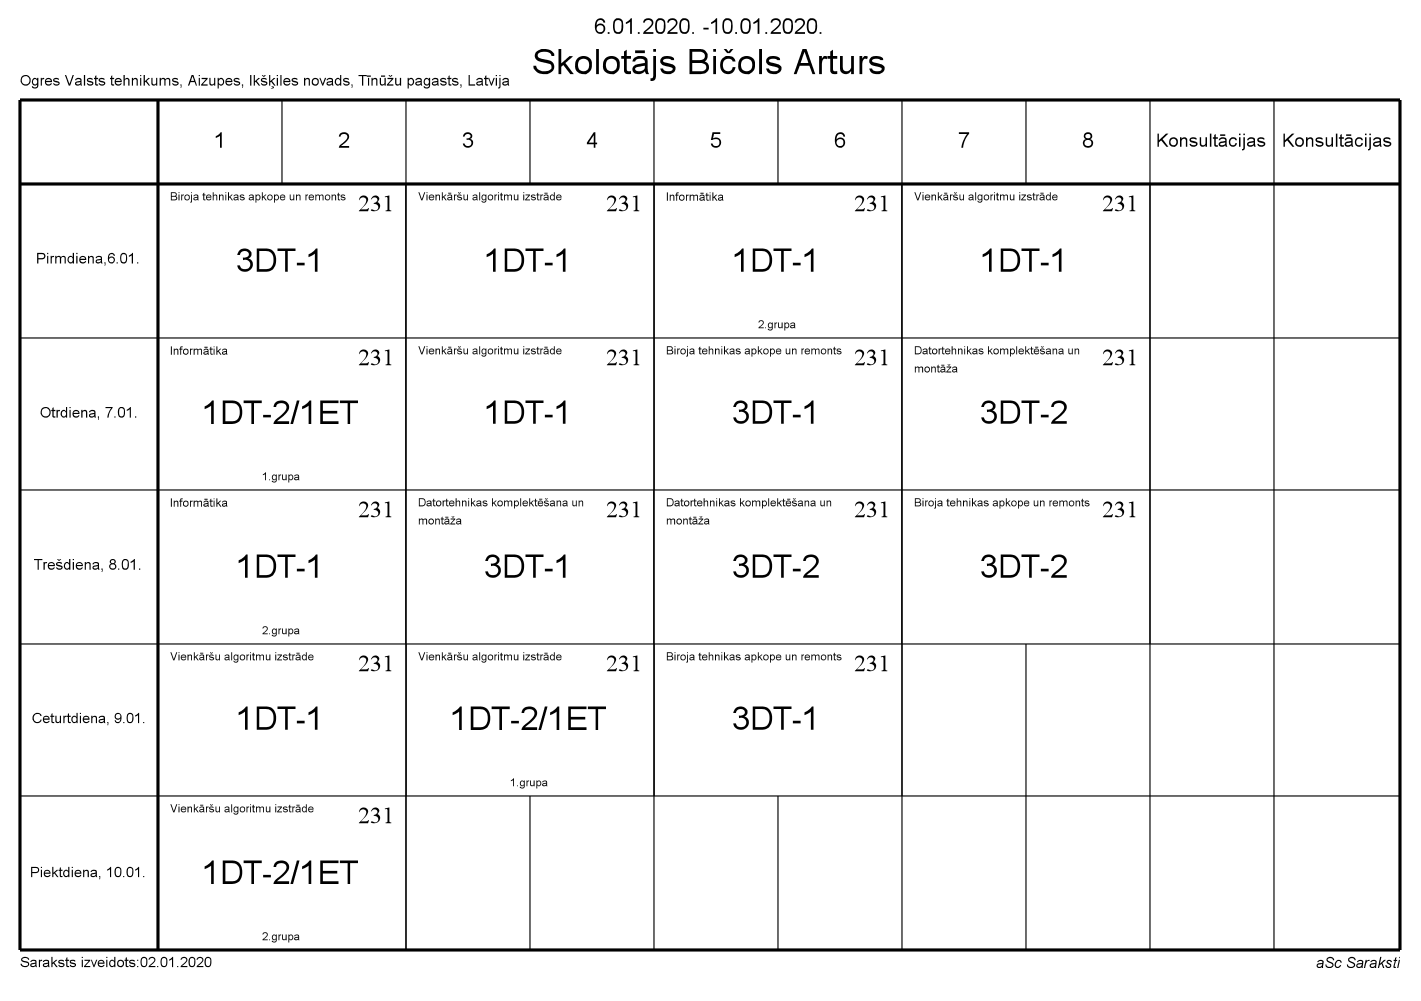 6.01.2020. -10.01.2020.
Skolotājs Bičols Arturs
Ogres Valsts tehnikums, Aizupes, Ikšķiles novads, Tīnūžu pagasts, Latvija
1 2 3 4 5 6 7 8 Konsultācijas Konsultācijas
Pirmdiena,6.01.
Biroja tehnikas apkope un remonts 231
3DT-1
Vienkāršu algoritmu izstrāde 231
1DT-1
Informātika 231
1DT-1
2.grupa
Vienkāršu algoritmu izstrāde 231
1DT-1
Otrdiena, 7.01.
Informātika 231
1DT-2/1ET
1.grupa
Vienkāršu algoritmu izstrāde 231
1DT-1
Biroja tehnikas apkope un remonts 231
3DT-1
Datortehnikas komplektēšana un 231
montāža
3DT-2
Trešdiena, 8.01.
Informātika 231
1DT-1
2.grupa
Datortehnikas komplektēšana un 231
montāža
3DT-1
Datortehnikas komplektēšana un 231
montāža
3DT-2
Biroja tehnikas apkope un remonts 231
3DT-2
Ceturtdiena, 9.01.
Vienkāršu algoritmu izstrāde 231
1DT-1
Vienkāršu algoritmu izstrāde 231
1DT-2/1ET
1.grupa
Biroja tehnikas apkope un remonts 231
3DT-1
Piektdiena, 10.01.
Vienkāršu algoritmu izstrāde 231
1DT-2/1ET
2.grupa
Saraksts izveidots:02.01.2020
aSc Saraksti